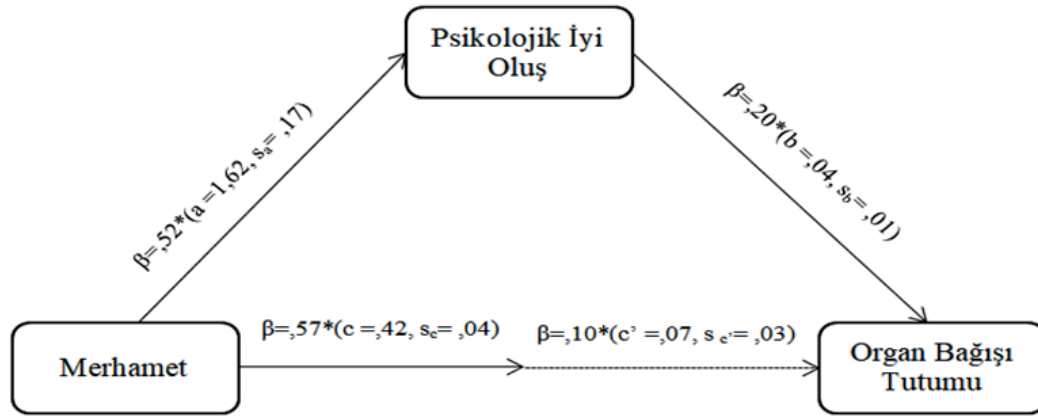 Psikolojik İyi
Oluş
β=,52*(a =1,62, sa= ,17)
β=,20*(b =,04, sb= ,01)
β=,57*(c =,42, sc= ,04)
β=,10*(c’ =,07, s c’= ,03)
Merhamet
Organ Bağışı
Tutumu